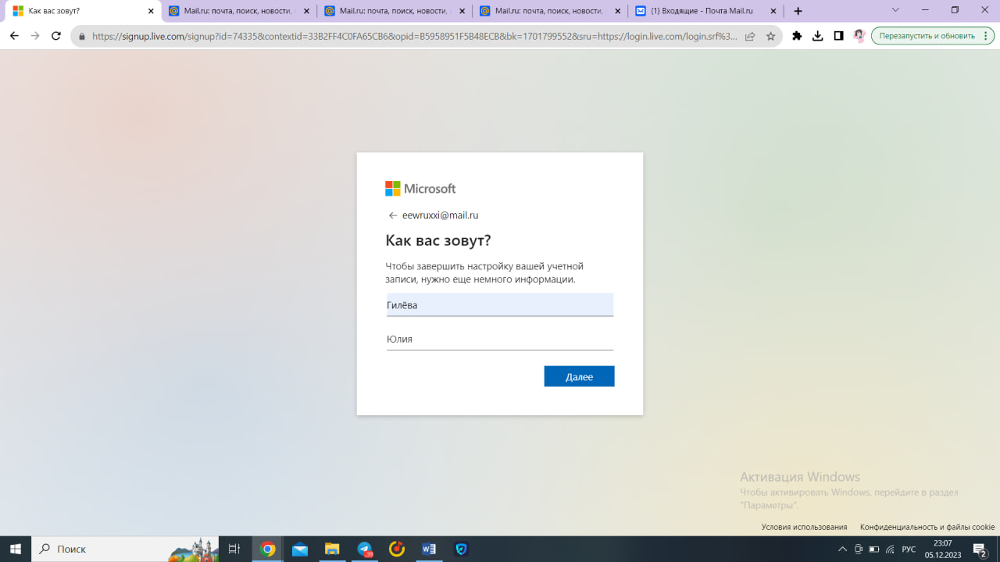 Как вас зовут?
Mail.ru: почта, поиск, новости,
Mail.ru: почта, поиск, новости,
Mail.ru: почта, поиск, новости,
(1) Входящие - Почта Mail.ru
https://signup.live.com/signup?id=74335&contextid=33B2FF4C0FA65CB6&opid=B5958951F5B48ECB&bk=1701799552&sru=https://login.live.com/login.srf%3...
Перезапустить и обновить
Microsoft
eewruxxi@mail.ru
Как вас зовут?
Чтобы завершить настройку вашей учетной
записи, нужно еще немного информации.
Гилёва
Юлия
Далее
Активация Windows
Чтобы активировать Windows, перейдите в раздел
"Параметры".
Условия использования
Конфиденциальность и файлы cookie
Поиск
39
РУС
23:07
05.12.2023
2